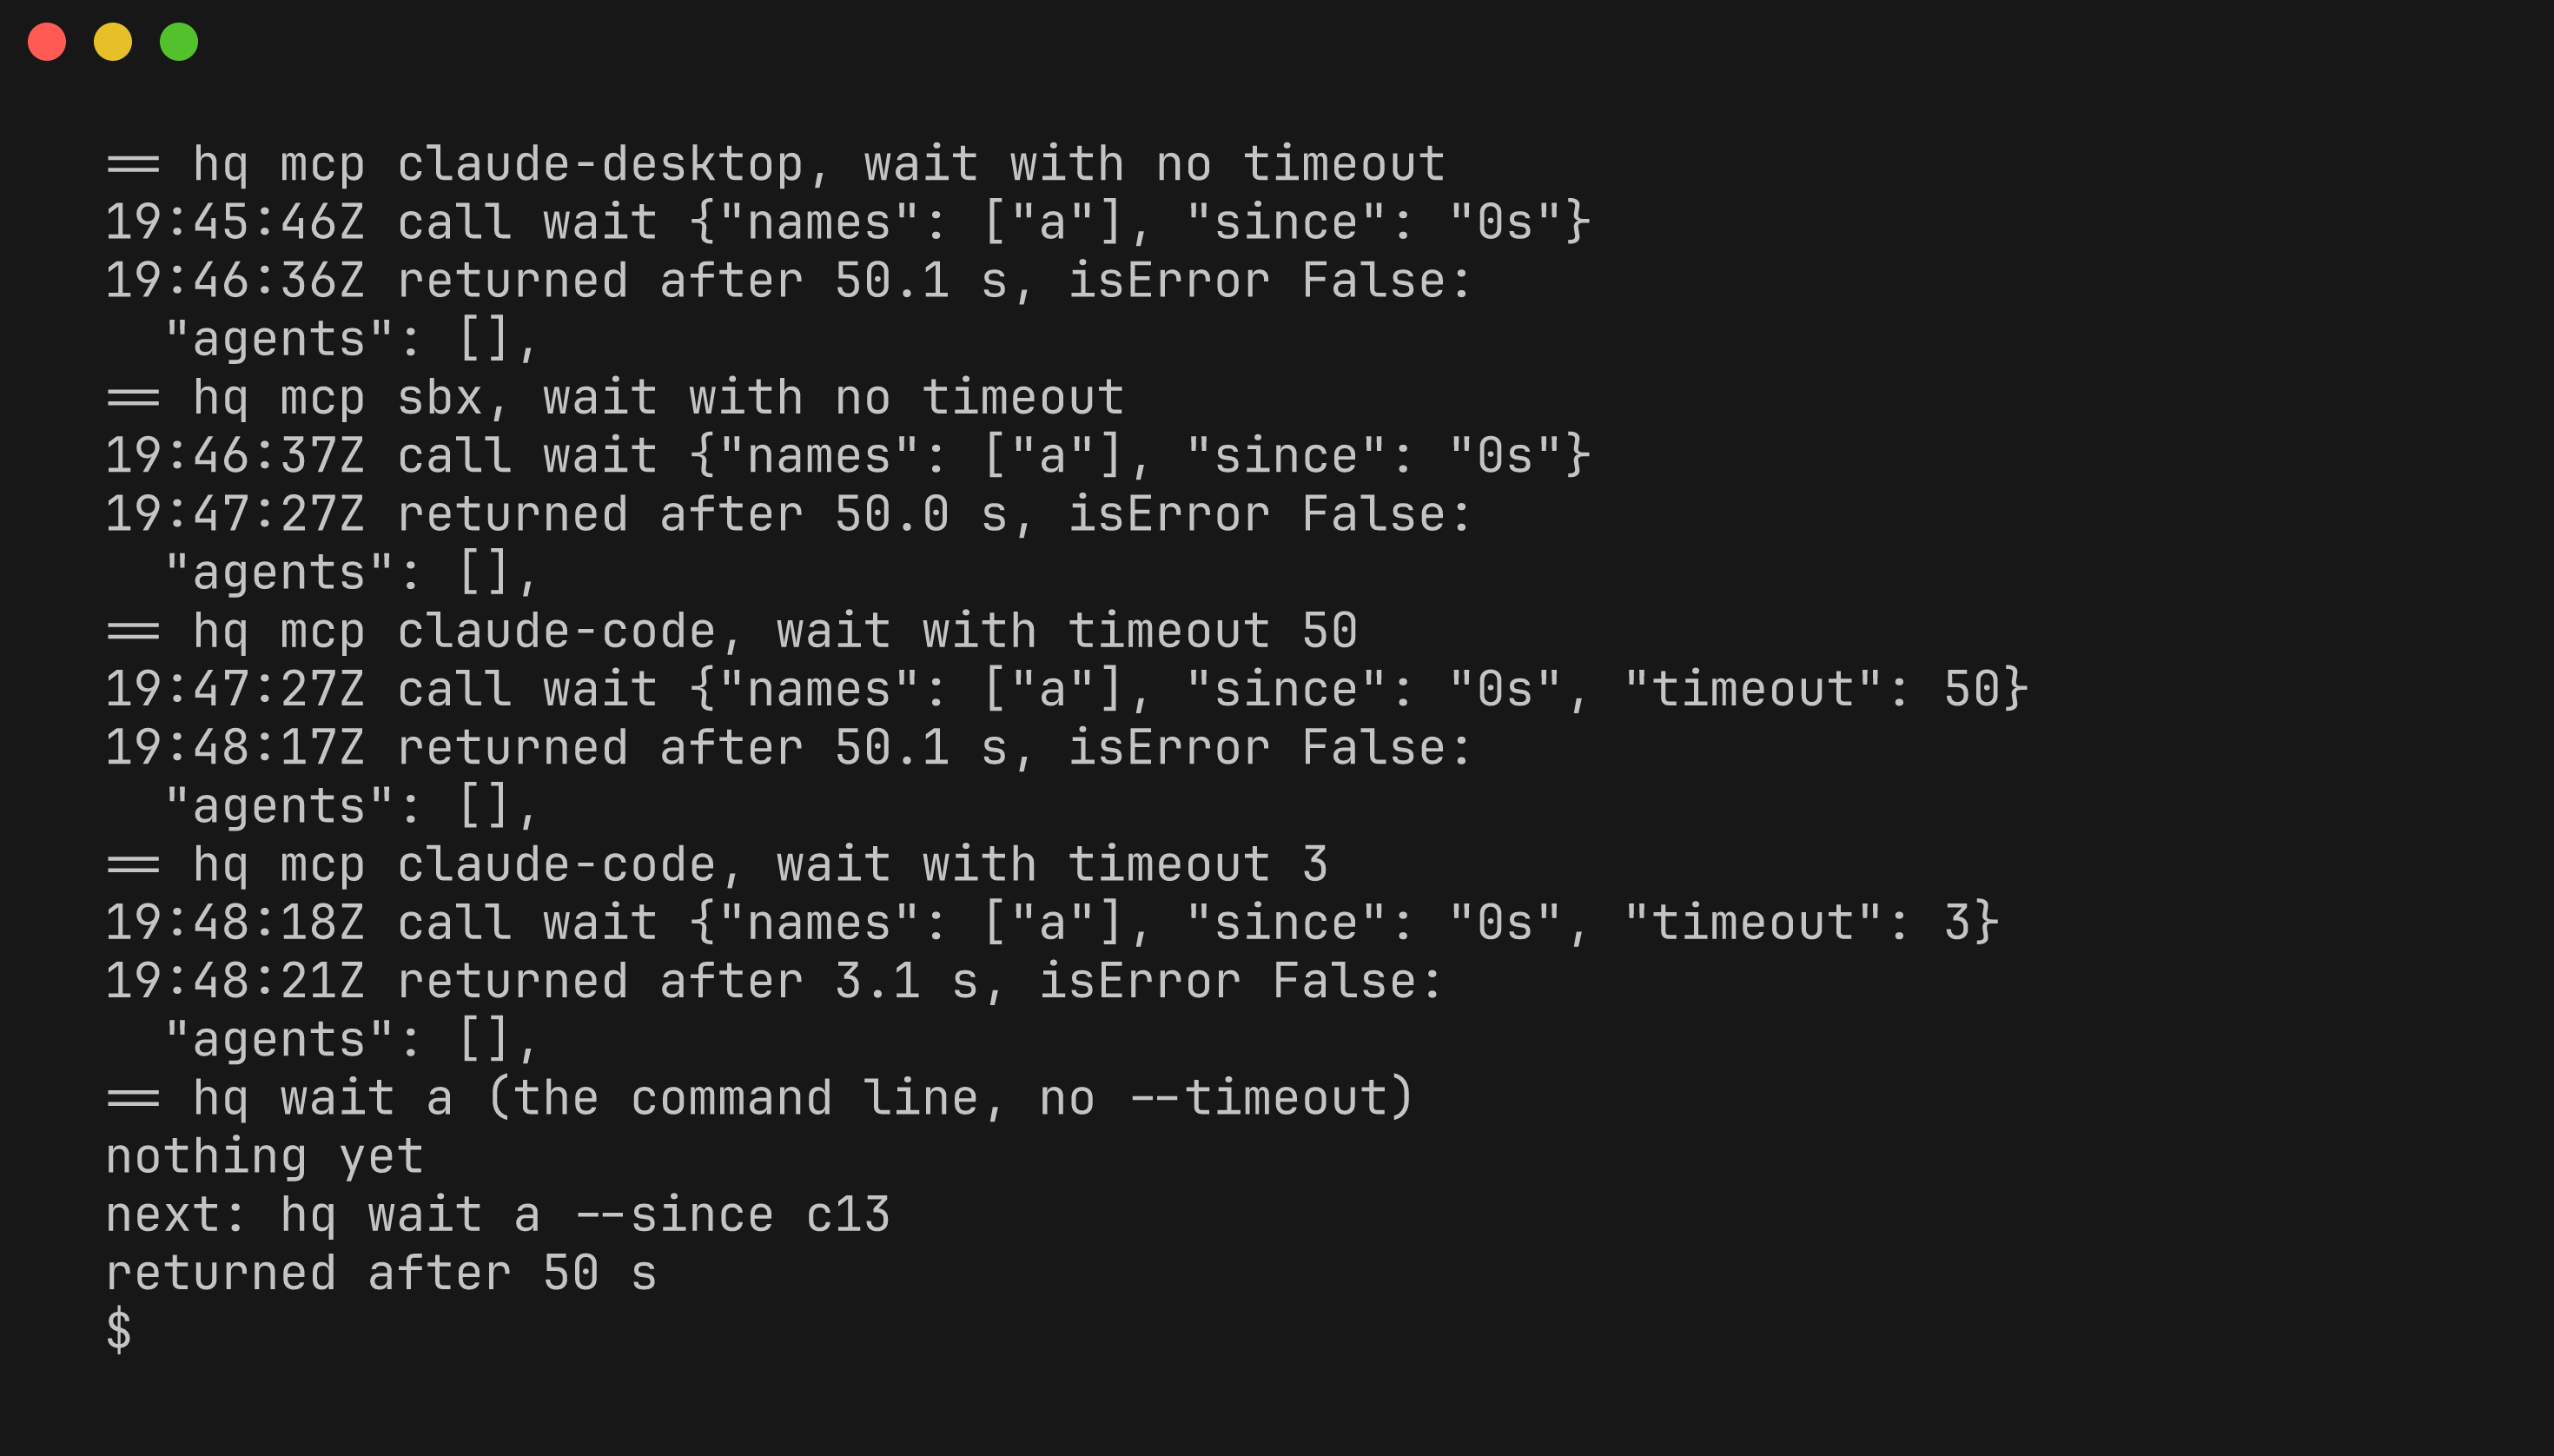 == hq mcp claude-desktop, wait with no timeout
19:45:46Z call wait {"names": ["a"], "since": "0s"}
19:46:36Z returned after 50.1 s, isError False:
  "agents": [],
== hq mcp sbx, wait with no timeout
19:46:37Z call wait {"names": ["a"], "since": "0s"}
19:47:27Z returned after 50.0 s, isError False:
  "agents": [],
== hq mcp claude-code, wait with timeout 50
19:47:27Z call wait {"names": ["a"], "since": "0s", "timeout": 50}
19:48:17Z returned after 50.1 s, isError False:
  "agents": [],
== hq mcp claude-code, wait with timeout 3
19:48:18Z call wait {"names": ["a"], "since": "0s", "timeout": 3}
19:48:21Z returned after 3.1 s, isError False:
  "agents": [],
== hq wait a (the command line, no --timeout)
nothing yet
next: hq wait a --since c13
returned after 50 s
$